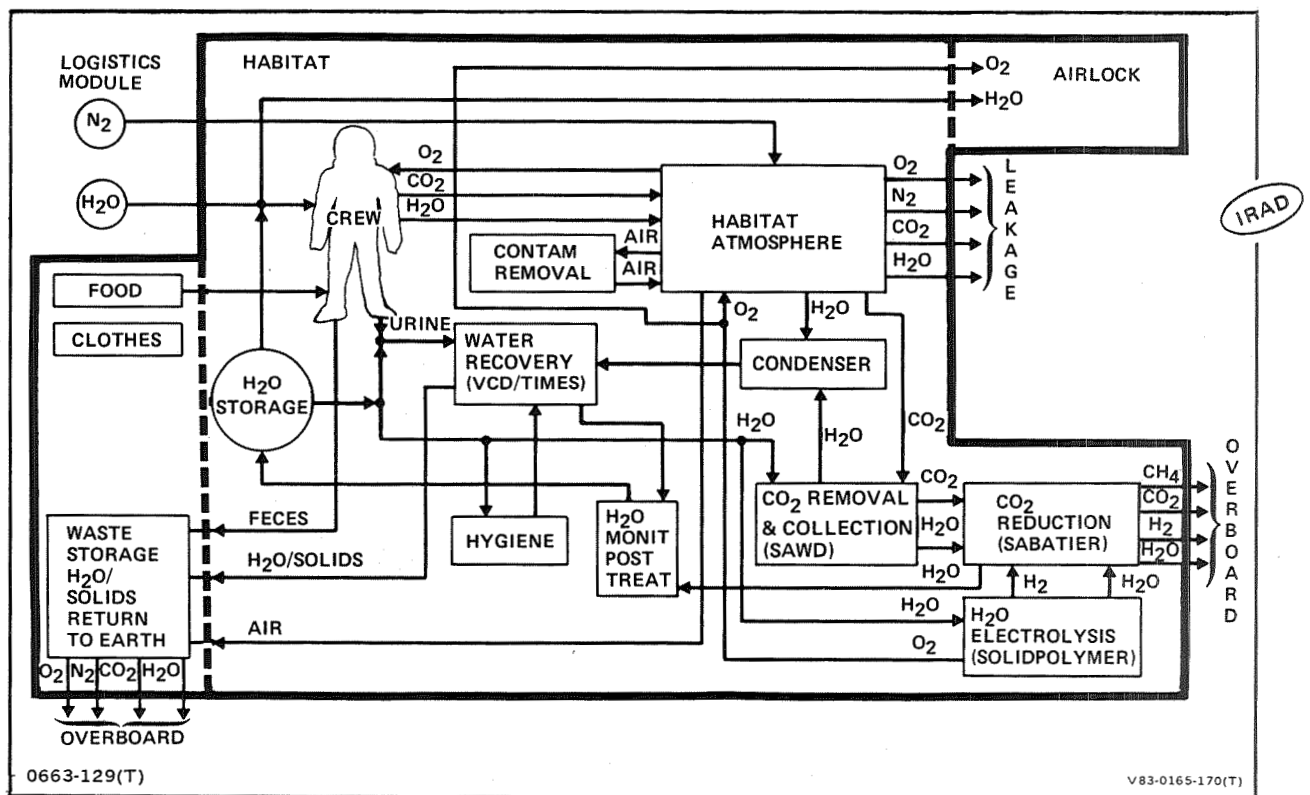 LOGISTICS
MODULE
HABITAT
O2
AIRLOCK
H2O
N2
H2O
CREW
O2
CO2
H2O
HABITAT
ATMOSPHERE
O2
N2
CO2
H2O
LEAKAGE
IRAD
AIR
CONTAM
REMOVAL
AIR
FOOD
CLOTHES
URINE
WATER
RECOVERY
(VCD/TIMES)
O2
H2O
CONDENSER
H2O
STORAGE
H2O
H2O
CO2
FECES
HYGIENE
H2O
MONIT
POST
TREAT
CO2 REMOVAL
& COLLECTION
(SAWD)
CO2
H2O
H2O
CO2
REDUCTION
(SABATIER)
CH4
CO2
H2
H2O
OVERBOARD
WASTE
STORAGE
H2O/
SOLIDS
RETURN
TO EARTH
H2O/SOLIDS
AIR
H2
H2O
H2O
O2
H2O
ELECTROLYSIS
(SOLIDPOLYMER)
O2 N2 CO2 H2O
OVERBOARD
0663-129(T)
V83-0165-170(T)